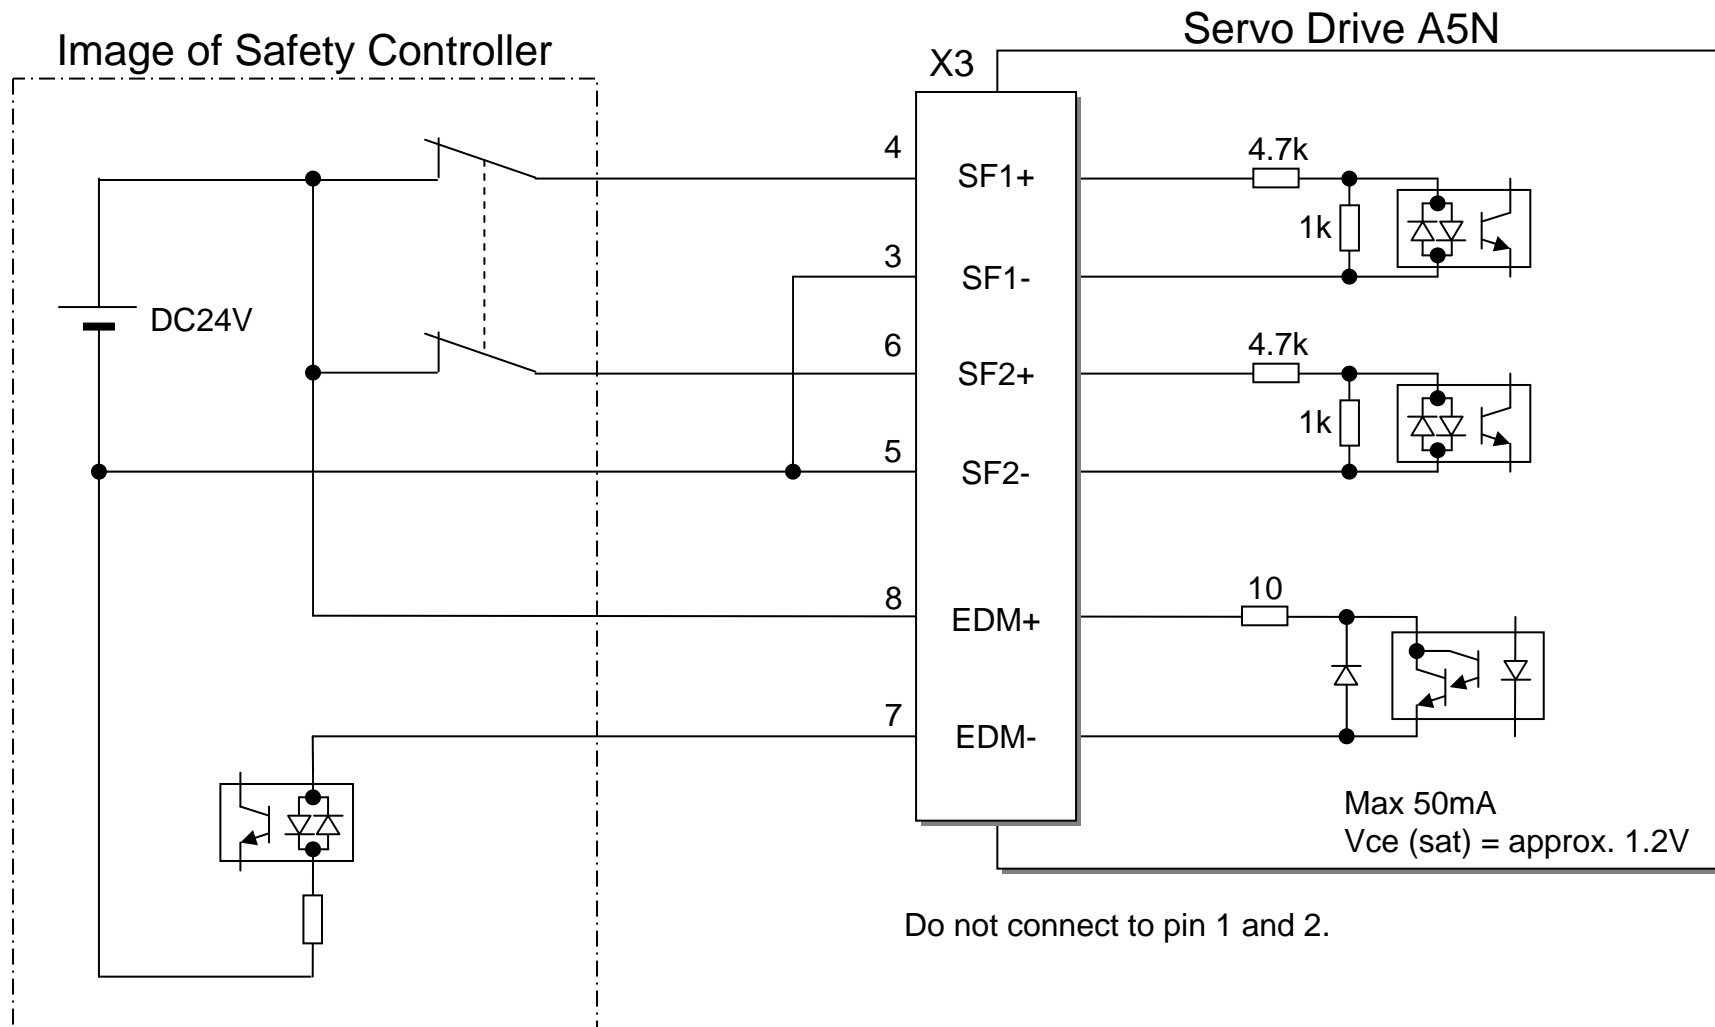 Servo Drive A5N
Image of Safety Controller
X3
4
SF1+
4.7k
1k
3
SF1-
DC24V
6
SF2+
4.7k
1k
5
SF2-
8
EDM+
10
7
EDM-
Max 50mA
Vce (sat) = approx. 1.2V
Do not connect to pin 1 and 2.